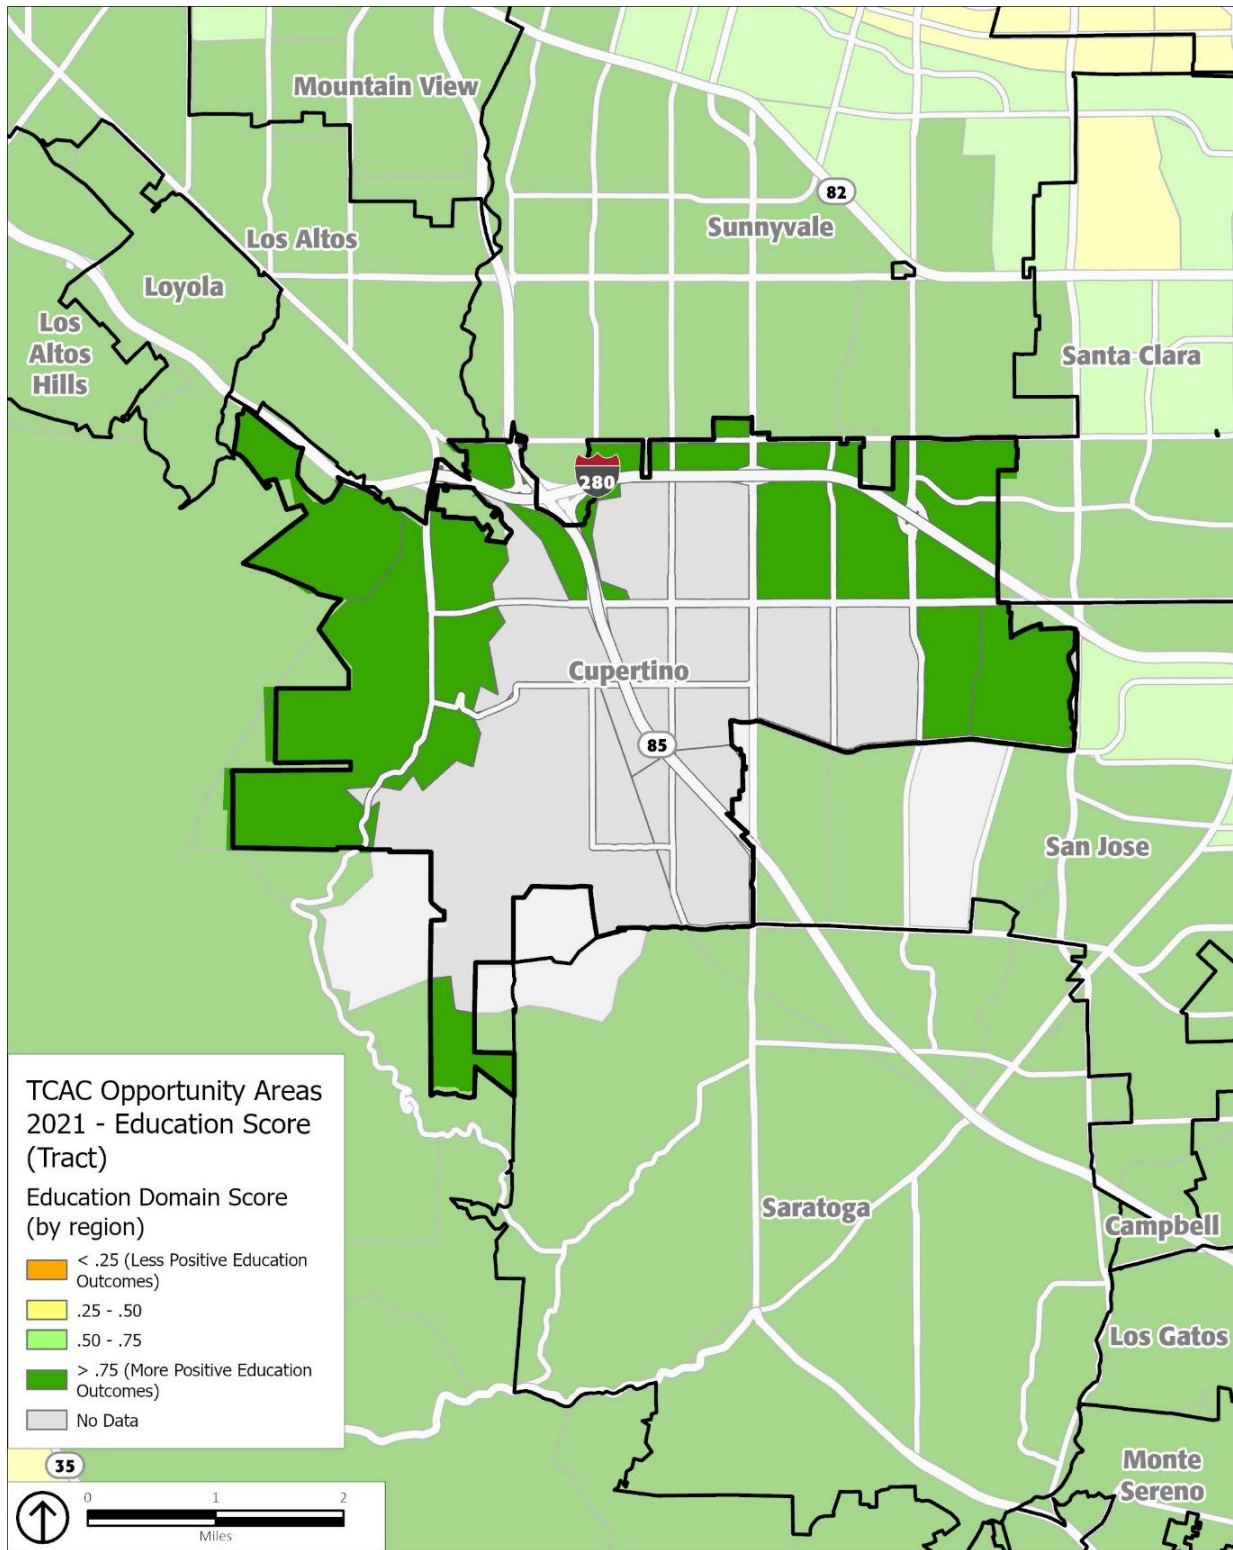 Mountain View
82
Sunnyvale
Los Altos
Loyola
Los
Altos
Hills
Santa Clara
280
Cupertino
85
San Jose
TCAC Opportunity Areas
2021 - Education Score
(Tract)
Education Domain Score
(by region)
< .25 (Less Positive Education
Outcomes)
.25 - .50
.50 - .75
> .75 (More Positive Education
Outcomes)
No Data
Saratoga
Campbell
Los Gatos
Monte
Sereno
35
0 1 2
Miles